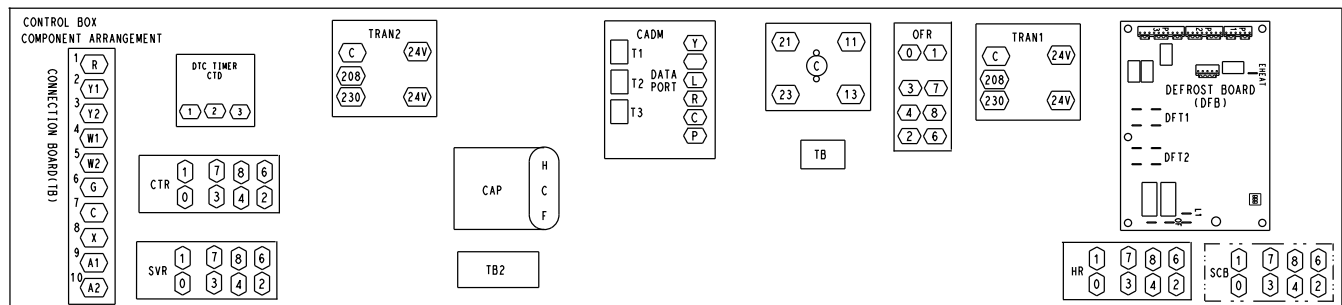 CONTROL BOX
COMPONENT ARRANGEMENT
CONNECTION BOARD(TB)
1 R
2 Y1
3 Y2
4 W1
5 W2
6 G
7 C
8 X
9 A1
10 A2
DTC TIMER
CTD
1 2 3
CTR
1 7 8 6
0 3 4 2
SVR
1 7 8 6
0 3 4 2
TRAN2
C 24V
208
230 24V
CAP
H
C
F
TB2
CADM
T1
T2
T3
DATA
PORT
Y
L
R
C
P
21 11
C
23 13
TB
OFR
0 1
3 7
4 8
2 6
TRAN1
C 24V
208
230 24V
EHEAT
DEFROST BOARD
(DFB)
DFT1
DFT2
L1
OF
HR
1 7 8 6
0 3 4 2
SCB
1 7 8 6
0 3 4 2